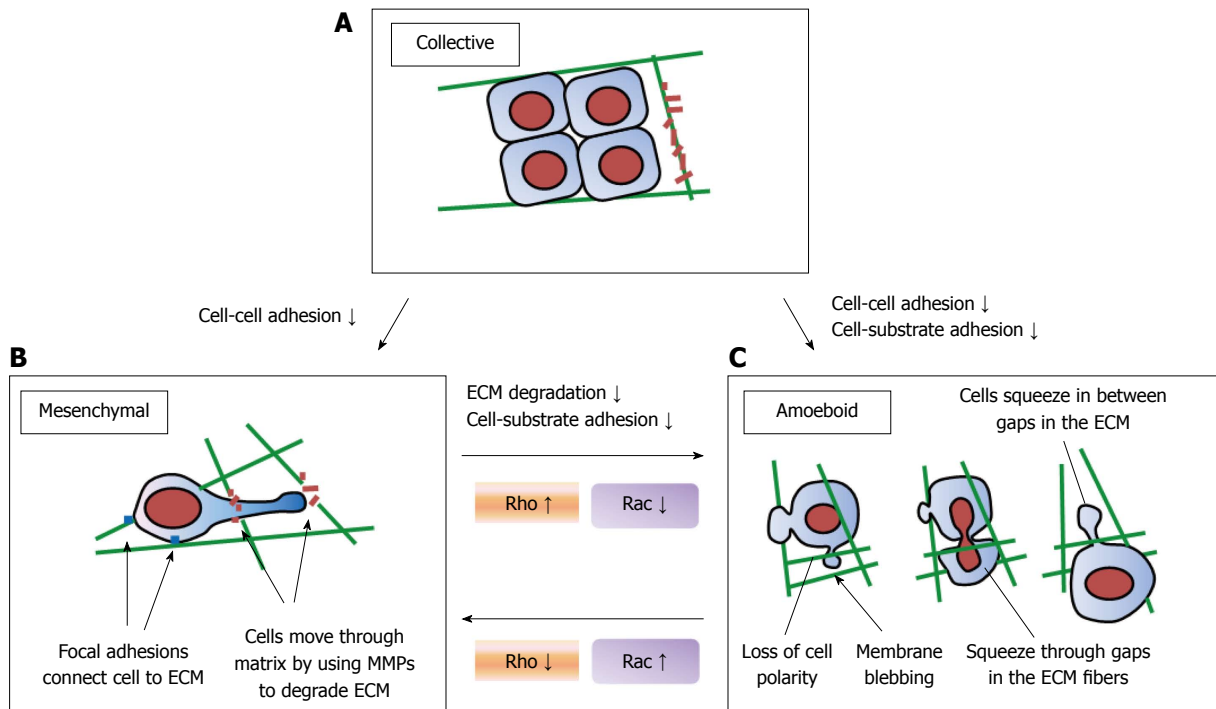 A
Collective
Cell-cell adhesion ↓
Cell-cell adhesion ↓
Cell-substrate adhesion ↓
B
Mesenchymal
Focal adhesions
connect cell to ECM
Cells move through
matrix by using MMPs
to degrade ECM
ECM degradation ↓
Cell-substrate adhesion ↓
Rho ↑
Rac ↓
Rho ↓
Rac ↑
C
Amoeboid
Cells squeeze in between
gaps in the ECM
Loss of cell
polarity
Membrane
blebbing
Squeeze through gaps
in the ECM fibers